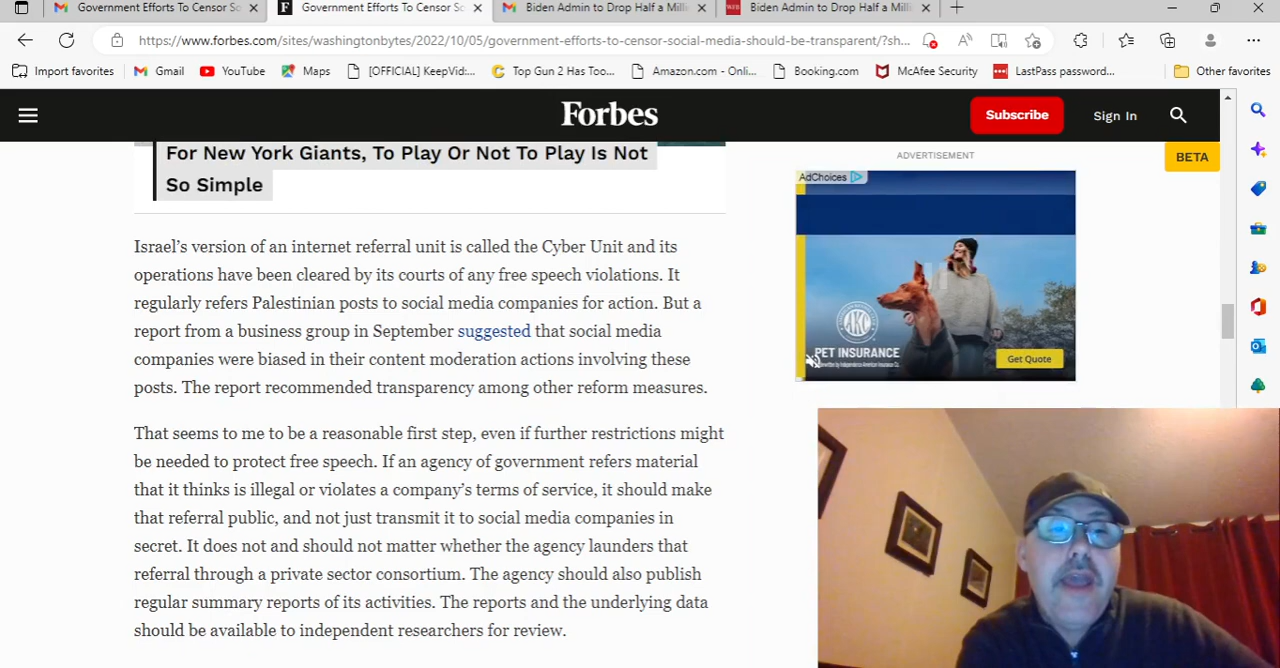 Government Efforts To Censor So
Government Efforts To Censor So
Biden Admin to Drop Half a Milli
Biden Admin to Drop Half a Milli
https://www.forbes.com/sites/washingtonbytes/2022/10/05/government-efforts-to-censor-social-media-should-be-transparent/?sh...
Import favorites
Gmail
YouTube
Maps
[OFFICIAL] KeepVid:...
Top Gun 2 Has Too...
Amazon.com - Onli...
Booking.com
McAfee Security
LastPass password...
Other favorites
Forbes
Subscribe
Sign In
BETA
For New York Giants, To Play Or Not To Play Is Not
So Simple
ADVERTISEMENT
AdChoices
AKC
PET INSURANCE
Get Quote
Israel's version of an internet referral unit is called the Cyber Unit and its
operations have been cleared by its courts of any free speech violations. It
regularly refers Palestinian posts to social media companies for action. But a
report from a business group in September suggested that social media
companies were biased in their content moderation actions involving these
posts. The report recommended transparency among other reform measures.
That seems to me to be a reasonable first step, even if further restrictions might
be needed to protect free speech. If an agency of government refers material
that it thinks is illegal or violates a company's terms of service, it should make
that referral public, and not just transmit it to social media companies in
secret. It does not and should not matter whether the agency launders that
referral through a private sector consortium. The agency should also publish
regular summary reports of its activities. The reports and the underlying data
should be available to independent researchers for review.